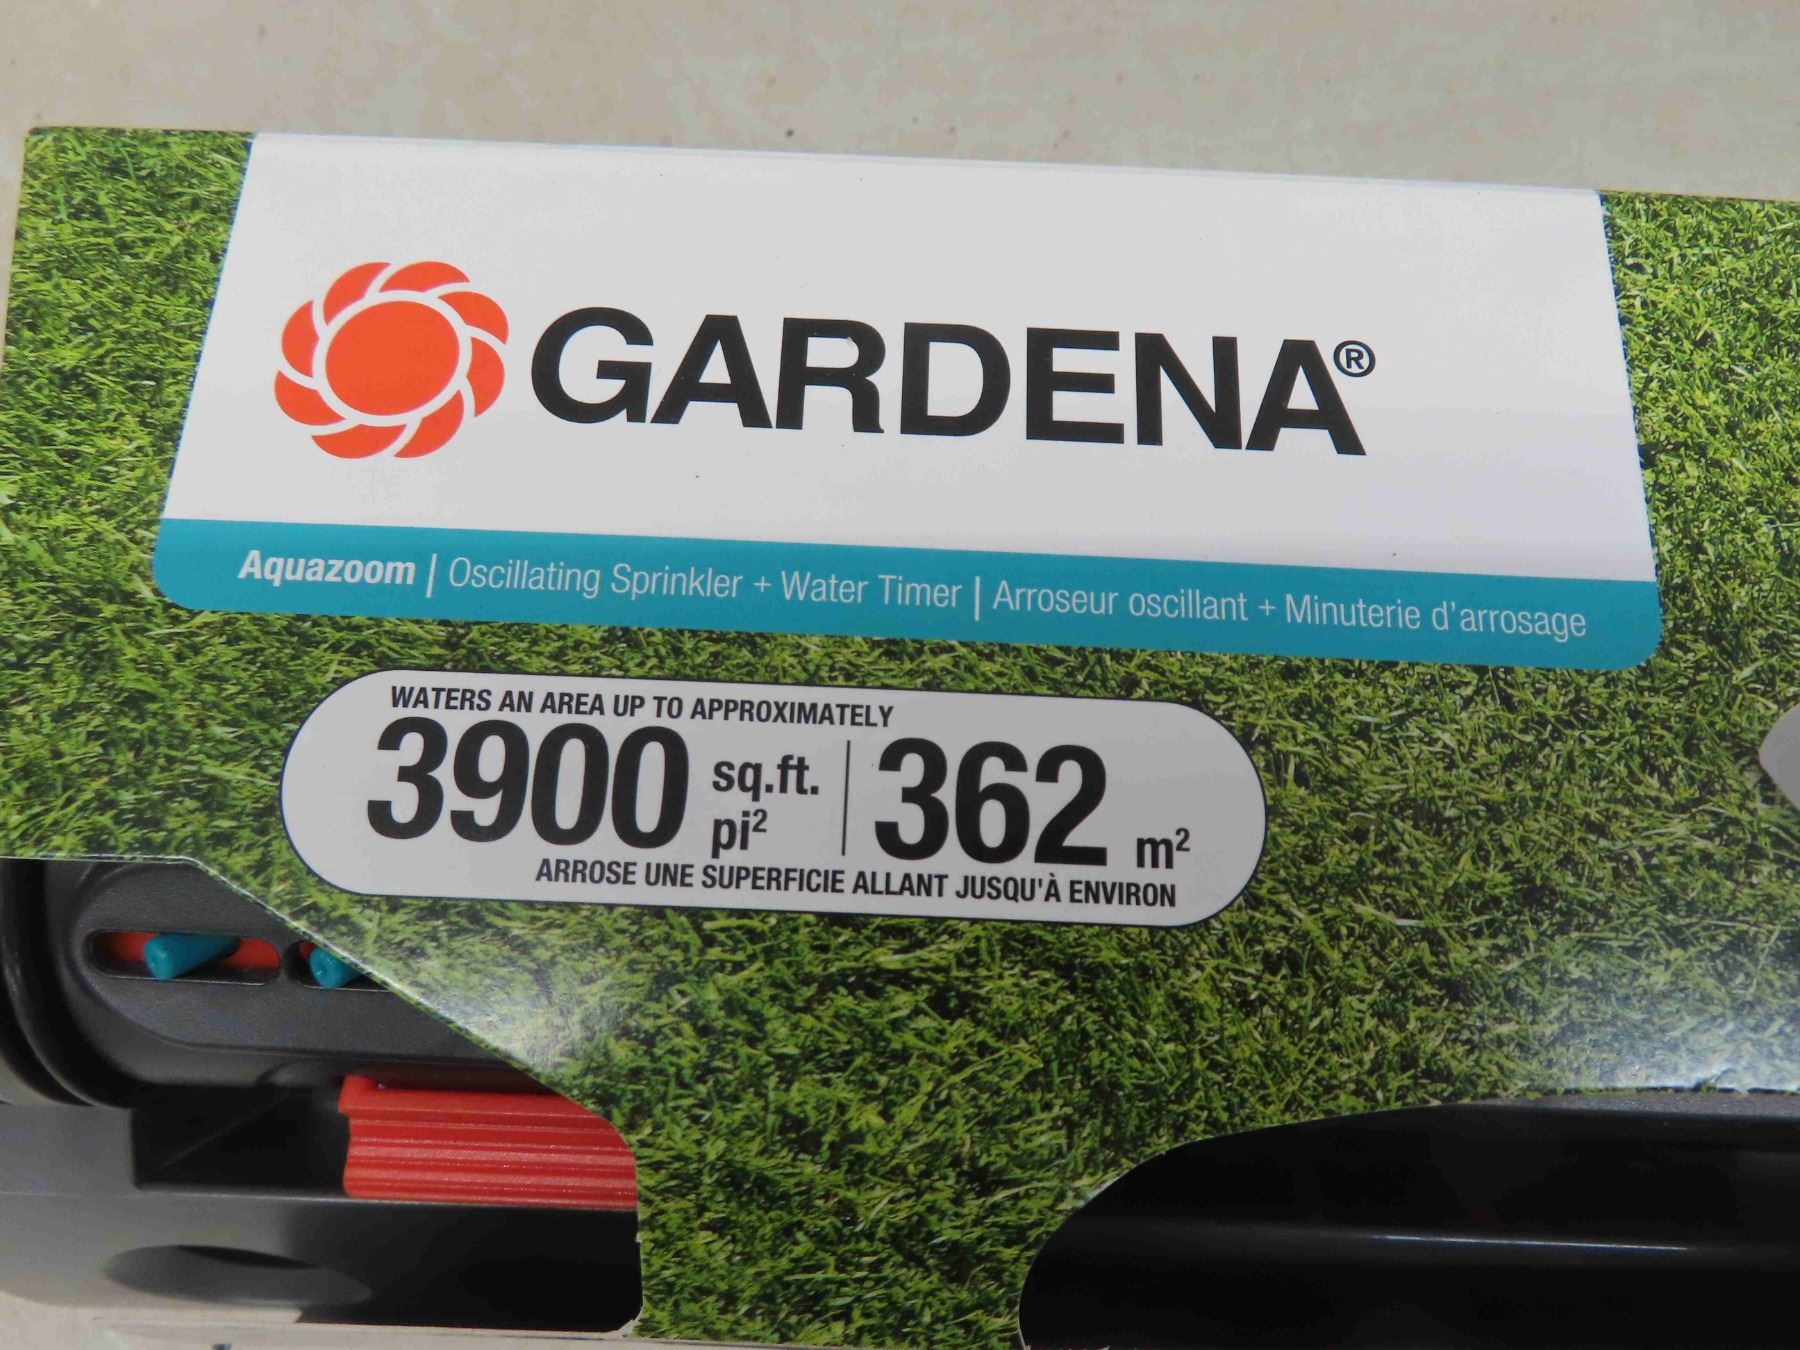 GARDENA®
Aquazoom | Oscillating Sprinkler + Water Timer | Arroseur oscillant + Minuterie d'arrosage
WATERS AN AREA UP TO APPROXIMATELY
3900 sq.ft. pi² | 362 m²
ARROSE UNE SUPERFICIE ALLANT JUSQU'À ENVIRON